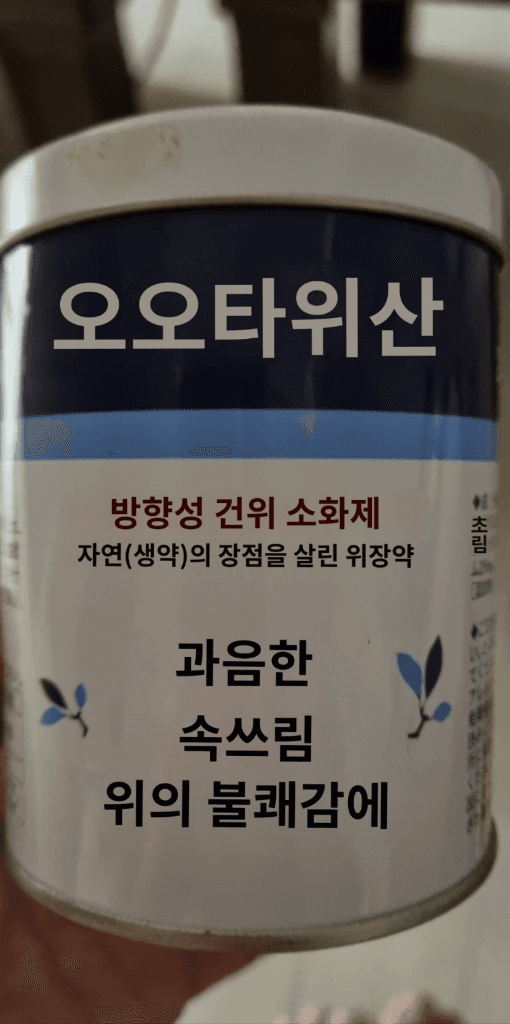 오오타위산
방향성 건위 소화제
자연(생약)의 장점을 살린 위장약
과음한
속쓰림
위의 불쾌감에
초
림